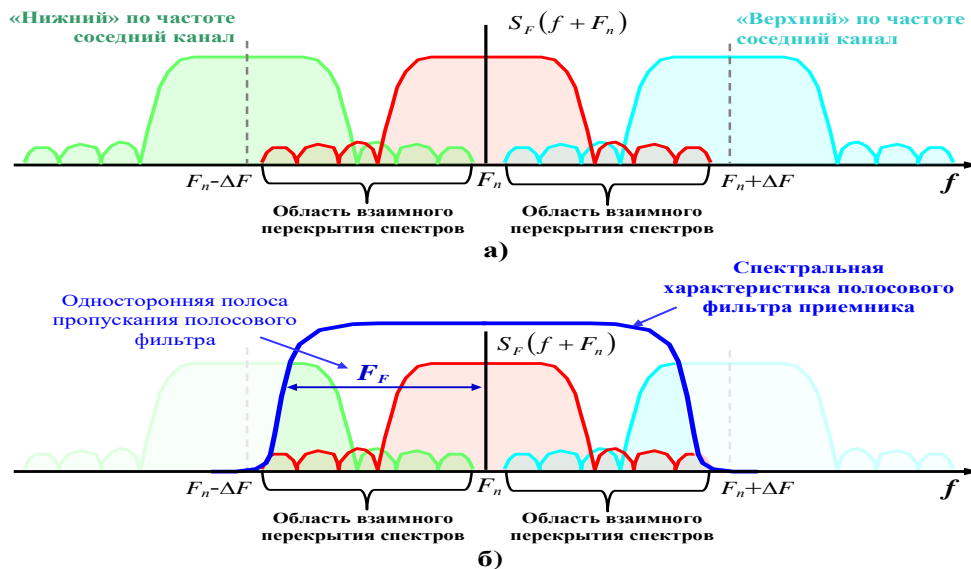 «Нижний» по частоте
соседний канал
S_F(f + F_n)
«Верхний» по частоте
соседний канал
F_n-ΔF
F_n
F_n+ΔF
f
Область взаимного
перекрытия спектров
Область взаимного
перекрытия спектров
а)
Односторонняя полоса
пропускания полосового
фильтра
Спектральная
характеристика полосового
фильтра приемника
S_F(f + F_n)
F_F
F_n-ΔF
F_n
F_n+ΔF
f
Область взаимного
перекрытия спектров
Область взаимного
перекрытия спектров
б)